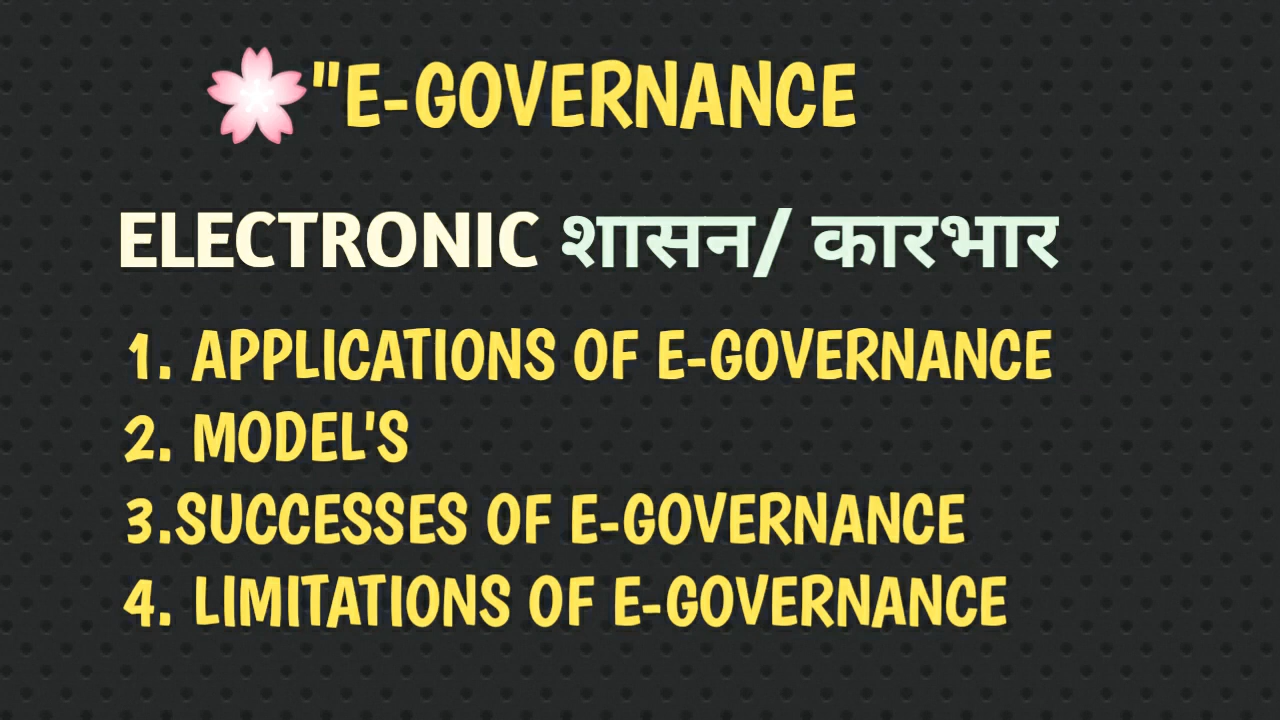 "E-GOVERNANCE
ELECTRONIC शासन/ कारभार
1. APPLICATIONS OF E-GOVERNANCE
2. MODEL'S
3.SUCCESSES OF E-GOVERNANCE
4. LIMITATIONS OF E-GOVERNANCE